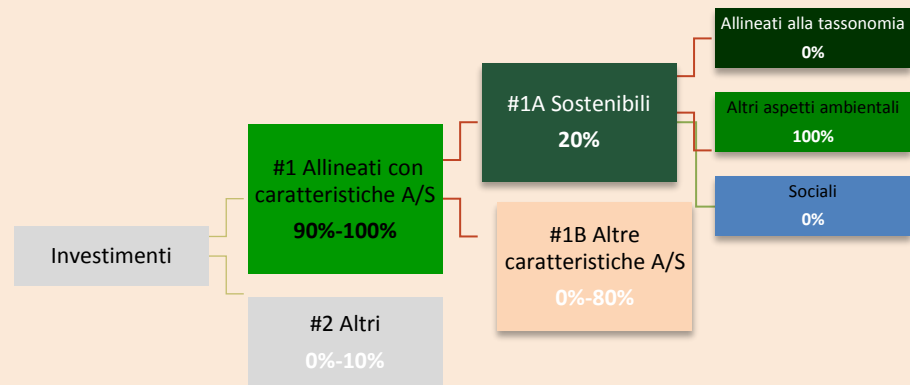 Investimenti
#1 Allineati con
caratteristiche A/S
90%-100%
#2 Altri
0%-10%
#1A Sostenibili
20%
#1B Altre
caratteristiche A/S
0%-80%
Allineati alla tassonomia
0%
Altri aspetti ambientali
100%
Sociali
0%